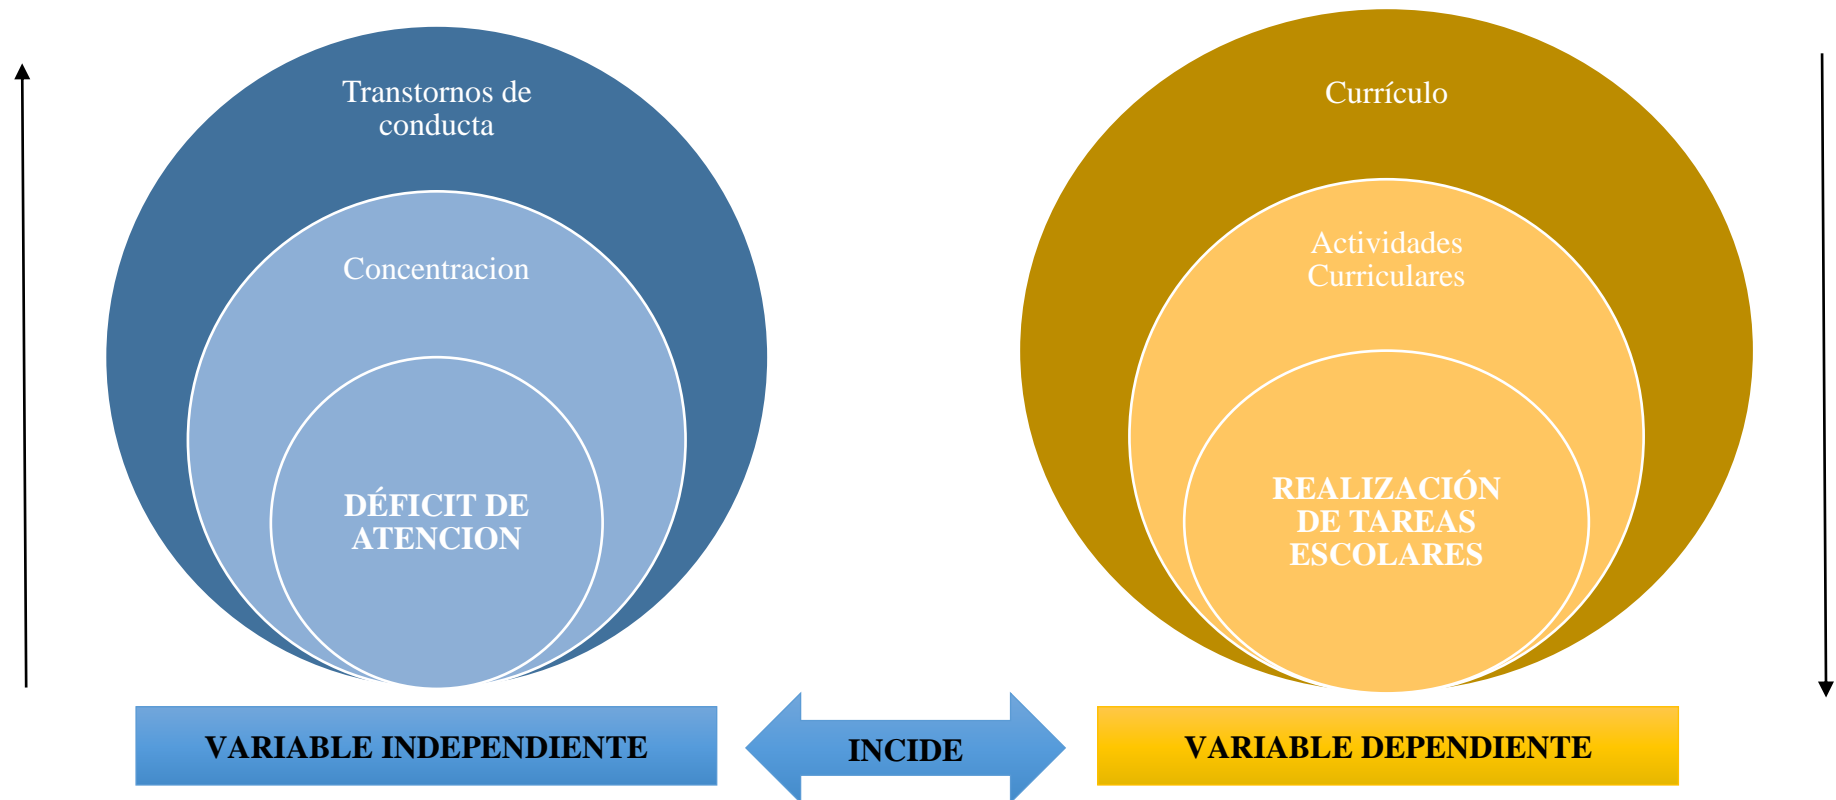 Transtornos de
conducta
Concentracion
DÉFICIT DE
ATENCION
Currículo
Actividades
Curriculares
REALIZACIÓN
DE TAREAS
ESCOLARES
VARIABLE INDEPENDIENTE
INCIDE
VARIABLE DEPENDIENTE